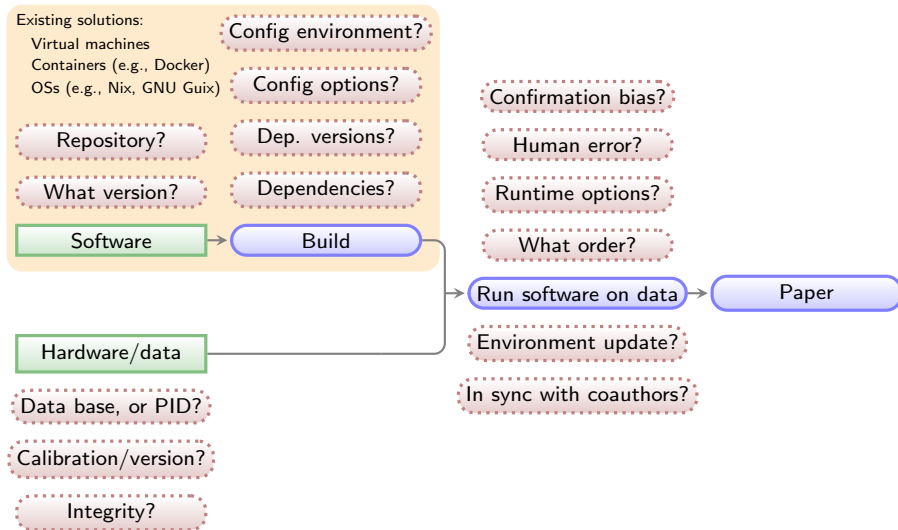 Existing solutions:
Virtual machines
Containers (e.g., Docker)
OSs (e.g., Nix, GNU Guix)
Config environment?
Config options?
Repository?
Dep. versions?
What version?
Dependencies?
Software
Build
Confirmation bias?
Human error?
Runtime options?
What order?
Run software on data
Paper
Hardware/data
Environment update?
In sync with coauthors?
Data base, or PID?
Calibration/version?
Integrity?